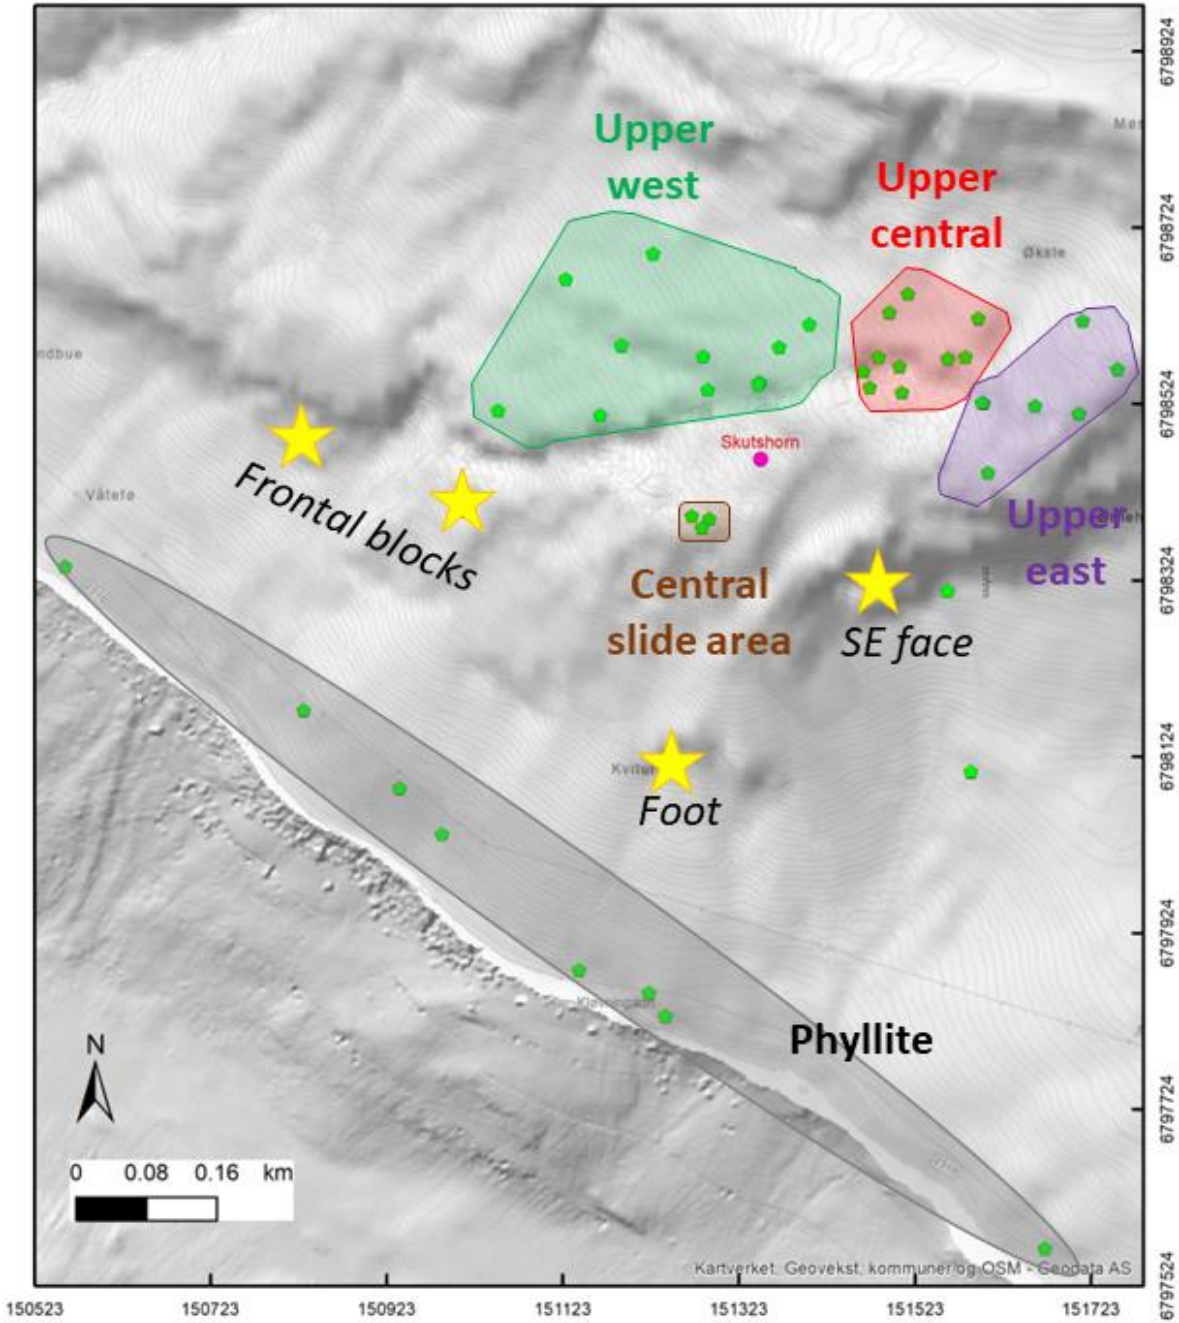 6798924
Upper
west
Upper
central
6798724
Øksle
ndbue
6798524
Skutshorn
Frontal blocks
Våtefø
Upper
east
6798324
Central
slide area
SE face
6798124
Foot
6797924
Phyllite
N
6797724
0 0.08 0.16 km
Kartverket, Geovekst, kommuner og OSM - Geodata AS
6797524
150523 150723 150923 151123 151323 151523 151723